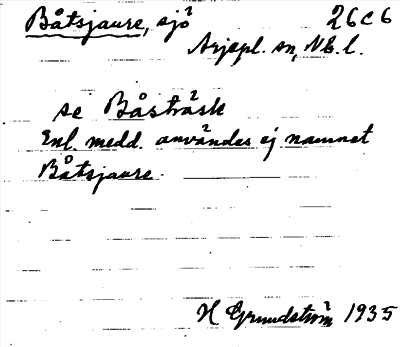 Båtsjaure, sjö 26C6
Arjepl. sn, Nb. l.
se Båsträsk
Enl. medd. användes ej namnet
Båtsjaure.
H Grundström 1935